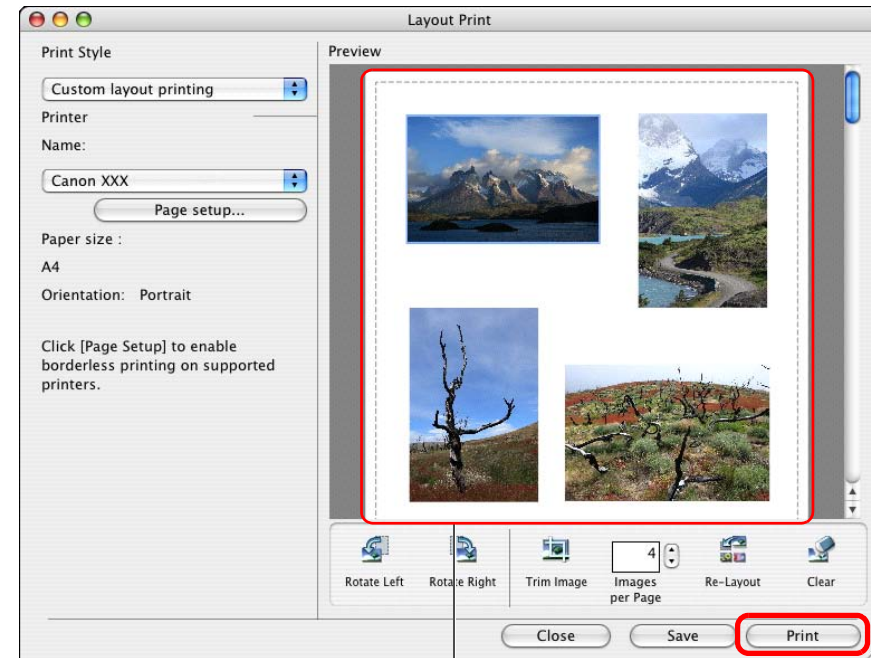 Layout Print
Print Style
Custom layout printing
Printer
Name:
Canon XXX
Page setup...
Paper size :
A4
Orientation: Portrait
Click [Page Setup] to enable
borderless printing on supported
printers.
Preview
Rotate Left
Rotate Right
Trim Image
4
Images
per Page
Re-Layout
Clear
Close
Save
Print